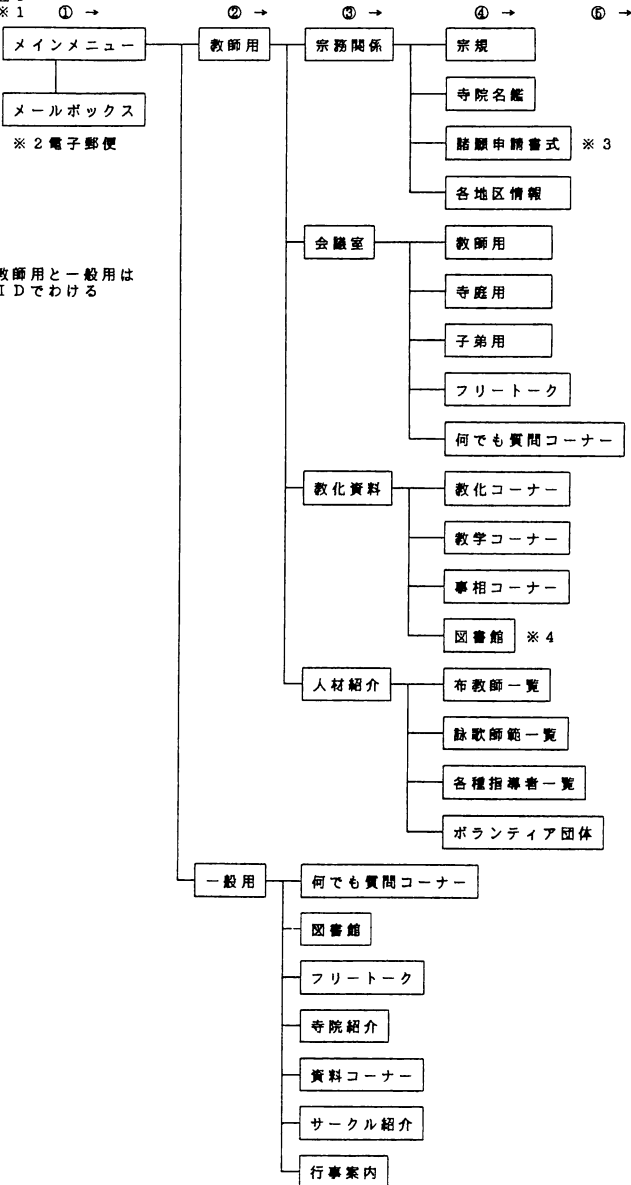 ※1 ① → ② → ③ → ④ → ⑤ →
メインメニュー 教師用 宗務関係 宗規
メールボックス
※2電子郵便
寺院名鑑
諸願申請書式 ※3
各地区情報
会議室 教師用
教師用と一般用は
IDでわける
寺庭用
子弟用
フリートーク
何でも質問コーナー
教化資料 教化コーナー
教学コーナー
事相コーナー
図書館 ※4
人材紹介 布教師一覧
詠歌師範一覧
各種指導者一覧
ボランティア団体
一般用 何でも質問コーナー
図書館
フリートーク
寺院紹介
資料コーナー
サークル紹介
行事案内